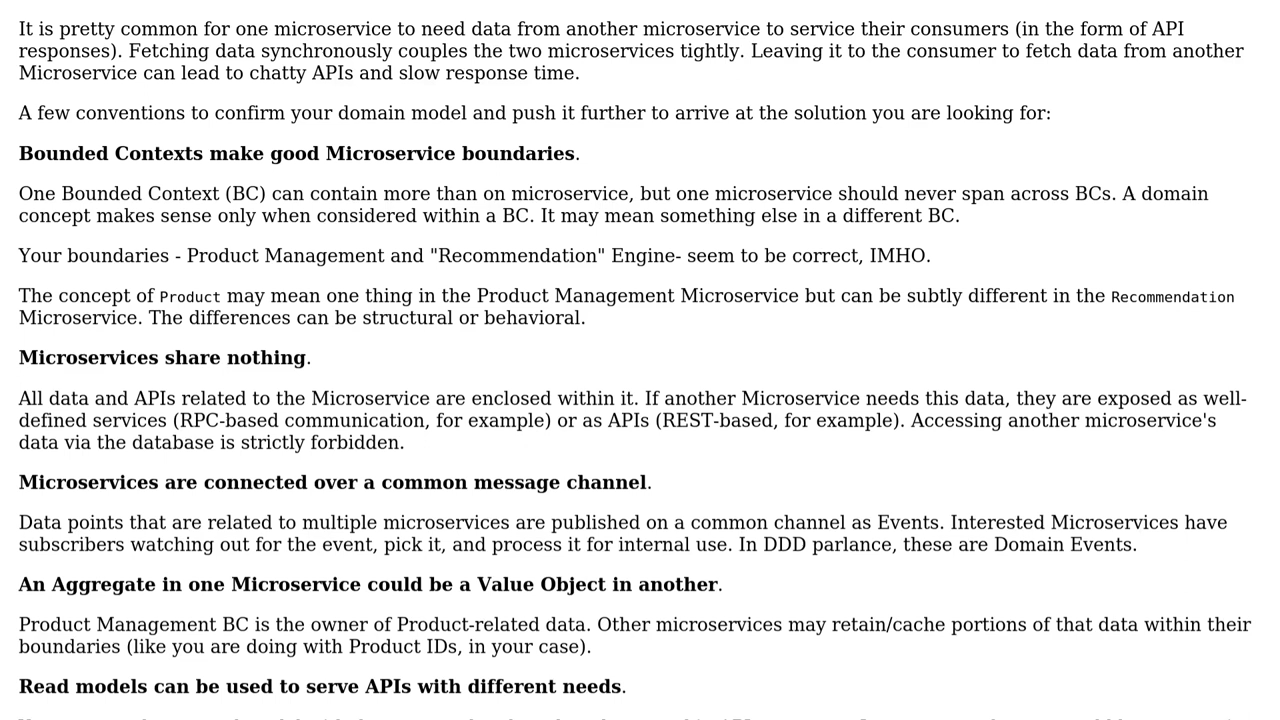 It is pretty common for one microservice to need data from another microservice to service their consumers (in the form of API
responses). Fetching data synchronously couples the two microservices tightly. Leaving it to the consumer to fetch data from another
Microservice can lead to chatty APIs and slow response time.
A few conventions to confirm your domain model and push it further to arrive at the solution you are looking for:
Bounded Contexts make good Microservice boundaries.
One Bounded Context (BC) can contain more than on microservice, but one microservice should never span across BCs. A domain
concept makes sense only when considered within a BC. It may mean something else in a different BC.
Your boundaries - Product Management and "Recommendation" Engine- seem to be correct, IMHO.
The concept of Product may mean one thing in the Product Management Microservice but can be subtly different in the Recommendation
Microservice. The differences can be structural or behavioral.
Microservices share nothing.
All data and APIs related to the Microservice are enclosed within it. If another Microservice needs this data, they are exposed as well-
defined services (RPC-based communication, for example) or as APIs (REST-based, for example). Accessing another microservice's
data via the database is strictly forbidden.
Microservices are connected over a common message channel.
Data points that are related to multiple microservices are published on a common channel as Events. Interested Microservices have
subscribers watching out for the event, pick it, and process it for internal use. In DDD parlance, these are Domain Events.
An Aggregate in one Microservice could be a Value Object in another.
Product Management BC is the owner of Product-related data. Other microservices may retain/cache portions of that data within their
boundaries (like you are doing with Product IDs, in your case).
Read models can be used to serve APIs with different needs.